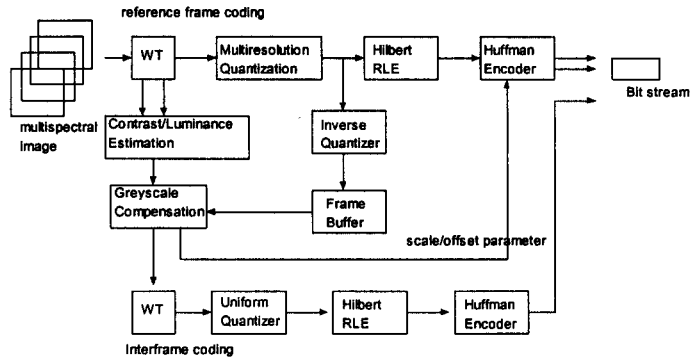 reference frame coding
WT
Multiresolution
Quantization
Hilbert
RLE
Huffman
Encoder
Bit stream
multispectral
image
Contrast/Luminance
Estimation
Inverse
Quantizer
Greyscale
Compensation
Frame
Buffer
scale/offset parameter
WT
Uniform
Quantizer
Hilbert
RLE
Huffman
Encoder
Interframe coding